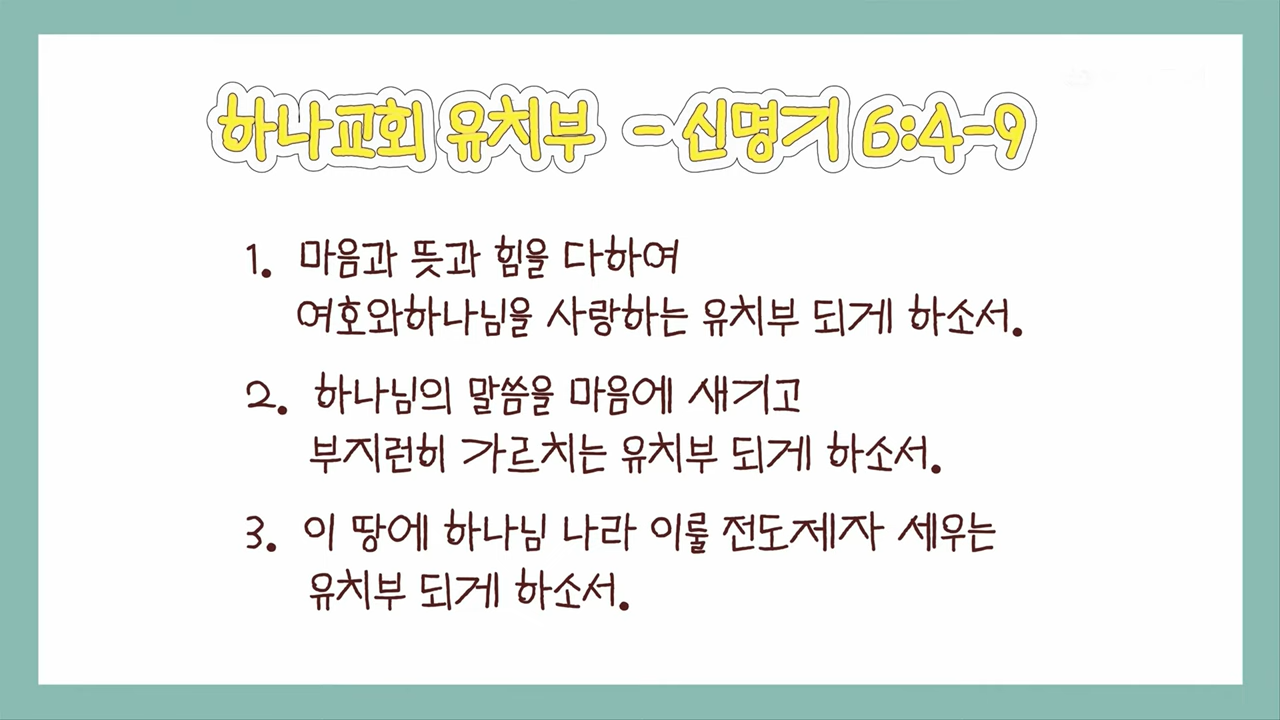 하나교회 유치부 - 신명기 6:4-9
1. 마음과 뜻과 힘을 다하여
여호와하나님을 사랑하는 유치부 되게 하소서.
2. 하나님의 말씀을 마음에 새기고
부지런히 가르치는 유치부 되게 하소서.
3. 이 땅에 하나님 나라 이룰 전도제자 세우는
유치부 되게 하소서.